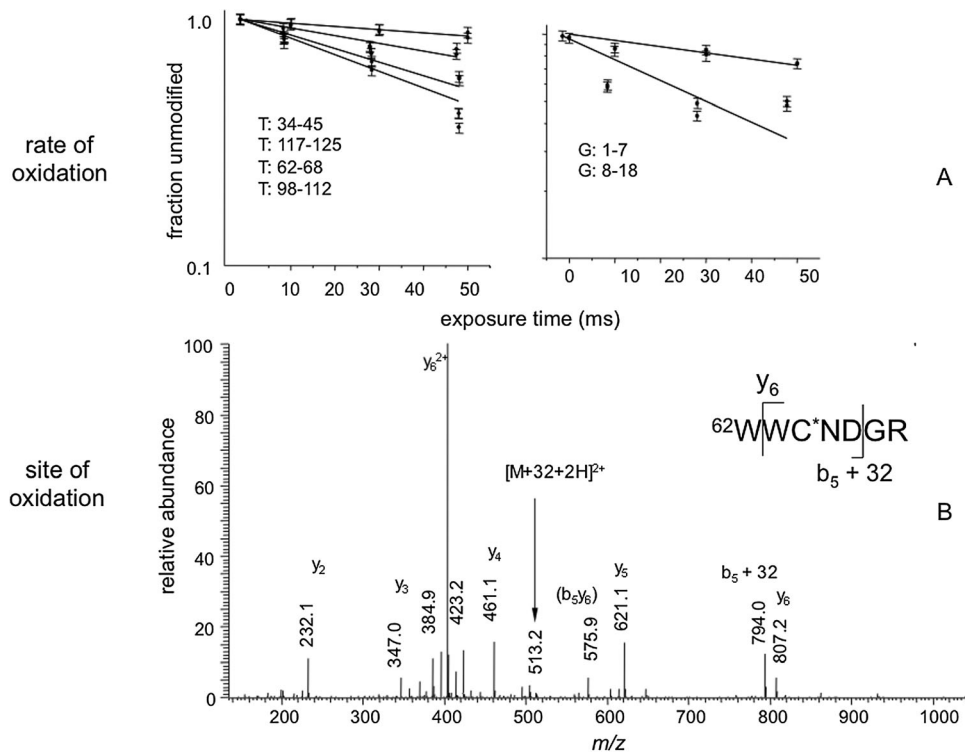 rate of
oxidation
fraction unmodified
1.0
0.1
T: 34-45
T: 117-125
T: 62-68
T: 98-112
0 10 20 30 40 50
G: 1-7
G: 8-18
0 10 20 30 40 50
A
exposure time (ms)
site of
oxidation
relative abundance
100
80
60
40
20
0
y₂
232.1
y₃
347.0
384.9
y₆²⁺
423.2
y₄
461.1
[M+32+2H]²⁺
513.2
(b₅y₆)
575.9
y₅
621.1
b₅ + 32
794.0
y₆
807.2
y₆
⁶²WWC*NDGR
b₅ + 32
B
200 300 400 500 600 700 800 900 1000
m/z